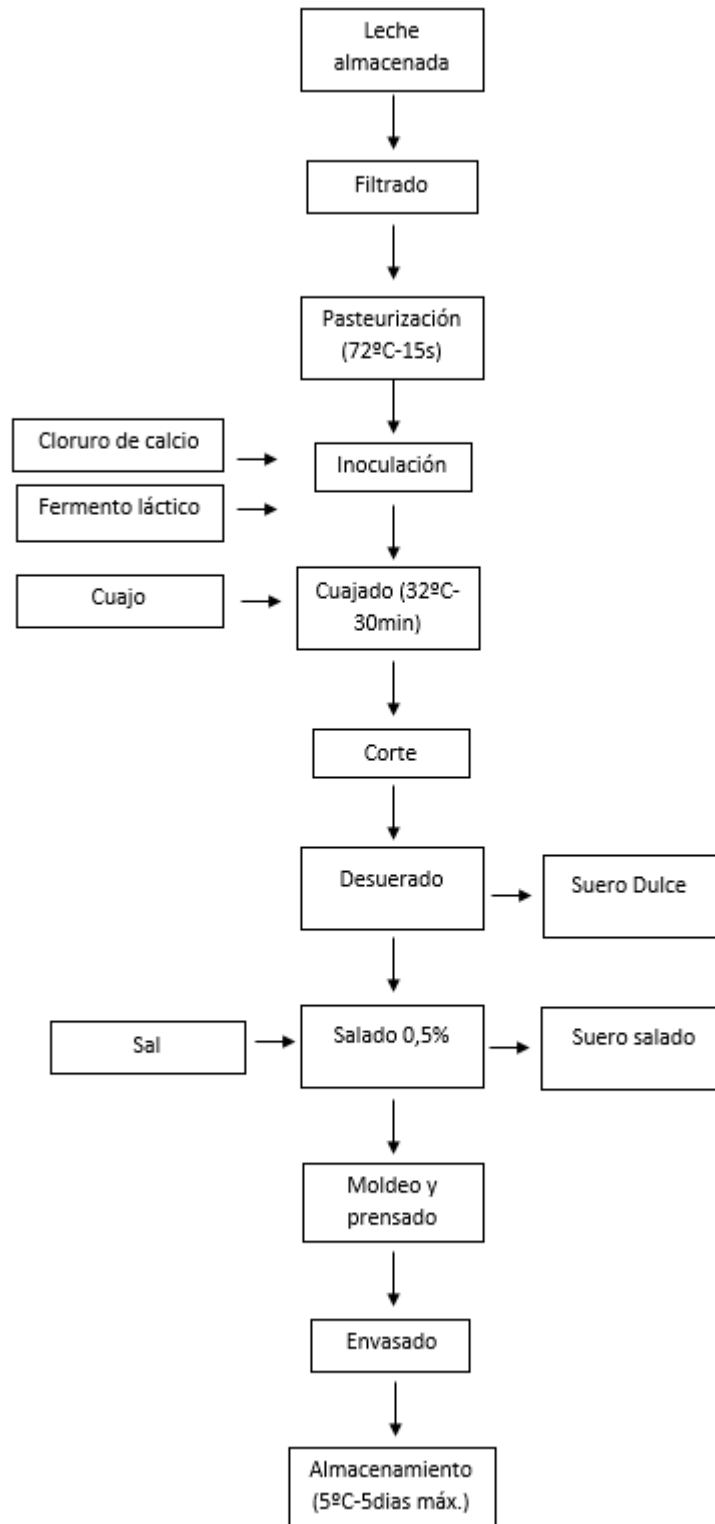 Leche
almacenada
Filtrado
Pasteurización
(72ºC-15s)
Cloruro de calcio
Inoculación
Fermento láctico
Cuajo
Cuajado (32ºC-
30min)
Corte
Desuerado
Suero Dulce
Sal
Salado 0,5%
Suero salado
Moldeo y
prensado
Envasado
Almacenamiento
(5ºC-5dias máx.)